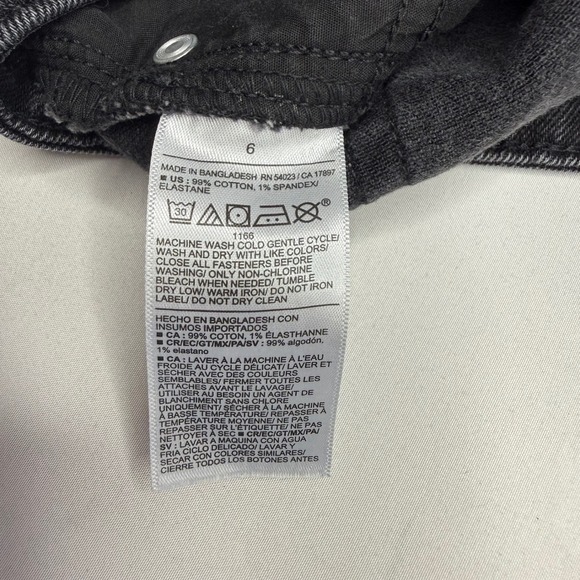 6
MADE IN BANGLADESH RN 54023 / CA 17897
■ US : 99% COTTON, 1% SPANDEX/
ELASTANE
30 ®
1166
MACHINE WASH COLD GENTLE CYCLE/
WASH AND DRY WITH LIKE COLORS/
CLOSE ALL FASTENERS BEFORE
WASHING/ ONLY NON-CHLORINE
BLEACH WHEN NEEDED/ TUMBLE
DRY LOW/ WARM IRON/ DO NOT IRON
LABEL/ DO NOT DRY CLEAN
HECHO EN BANGLADESH CON
INSUMOS IMPORTADOS
■ CA : 99% COTON, 1% ÉLASTHANNE
■ CR/EC/GT/MX/PA/SV : 99% algodón,
1% elastano
■ CA : LAVER À LA MACHINE À L'EAU
FROIDE AU CYCLE DÉLICAT/ LAVER ET
SÉCHER AVEC DES COULEURS
SEMBLABLES/ FERMER TOUTES LES
ATTACHES AVANT LE LAVAGE/
UTILISER AU BESOIN UN AGENT DE
BLANCHIMENT SANS CHLORE
UNIQUEMENT/ SÉCHER À LA MACHINE
À BASSE TEMPÉRATURE/ REPASSER À
TEMPÉRATURE MOYENNE/ NE PAS
REPASSER SUR L'ÉTIQUETTE/ NE PAS
NETTOYER À SEC ■ CR/EC/GT/MX/PA/
SV : LAVAR A MAQUINA CON AGUA
FRIA CICLO DELICADO/ LAVAR Y
SECAR CON COLORES SIMILARES/
CIERRE TODOS LOS BOTONES ANTES